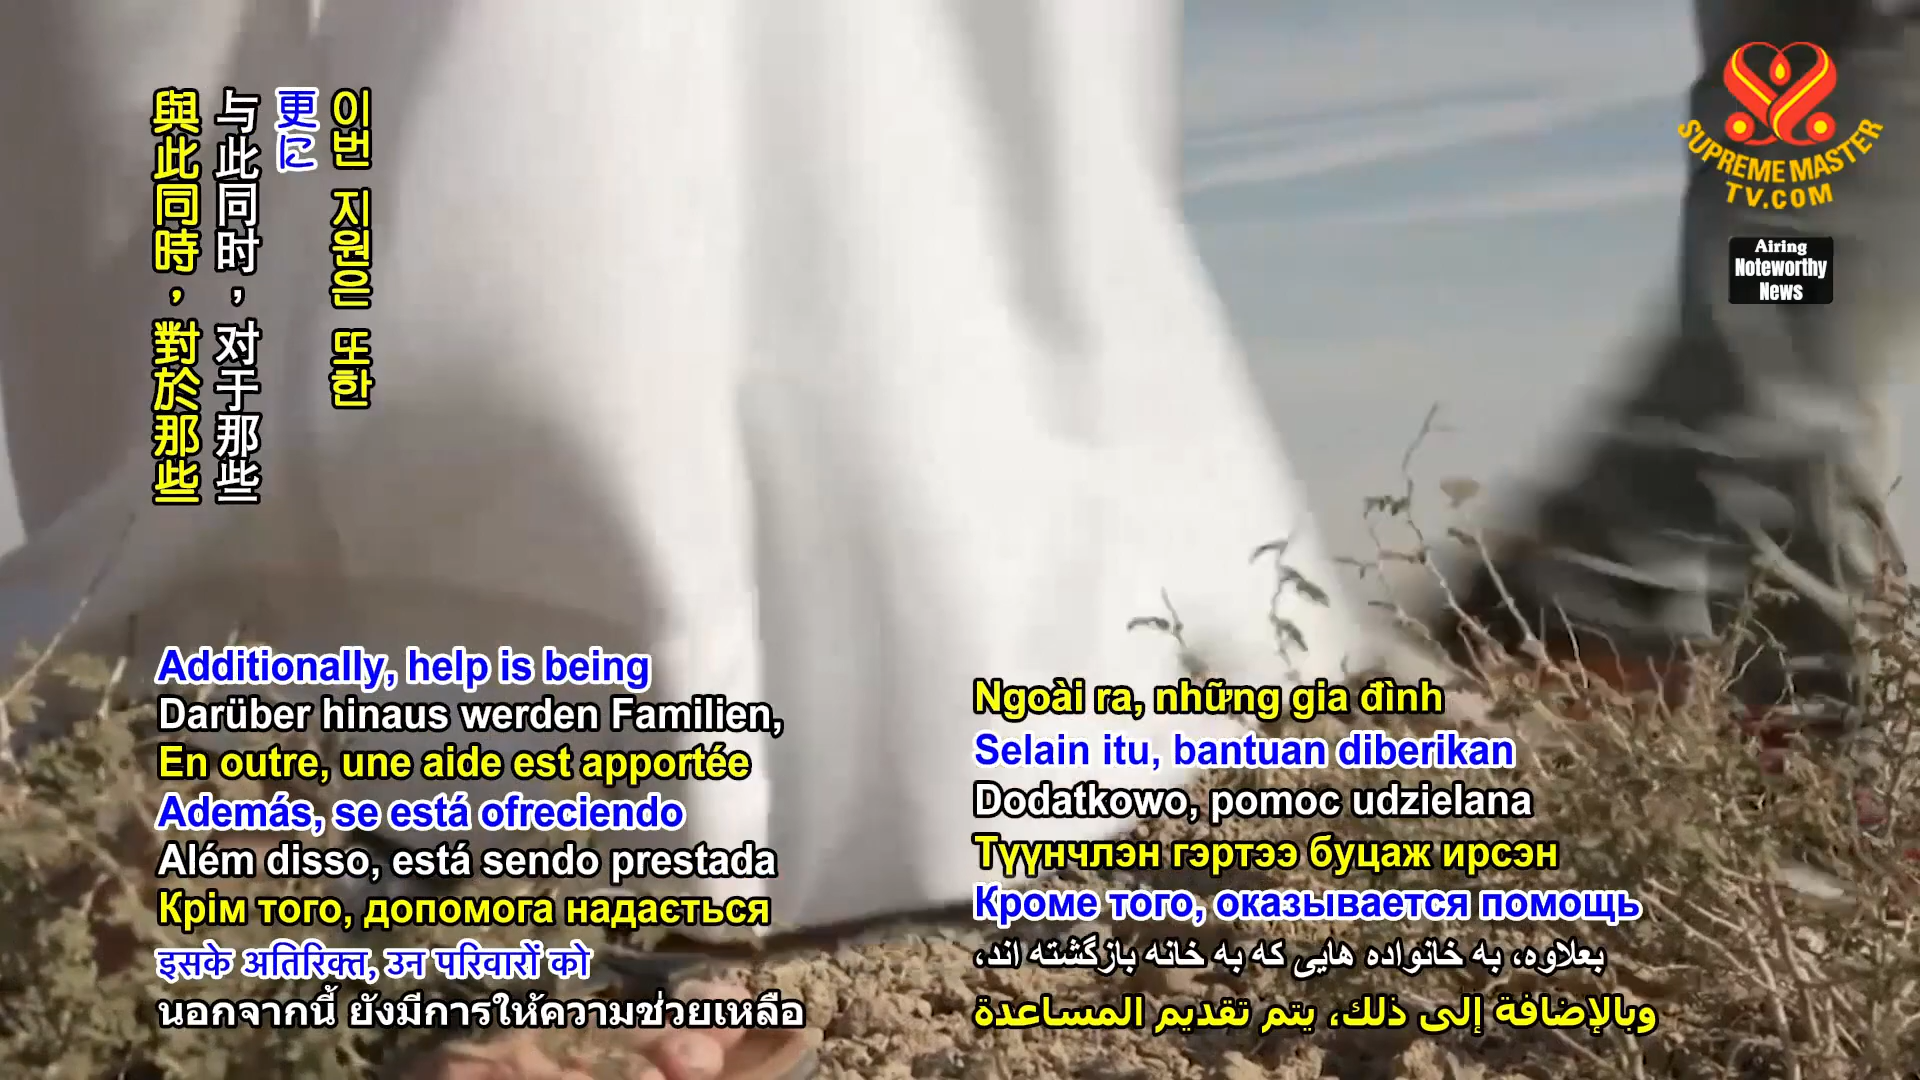 與此同時，對於那些
与此同时，对于那些
更に
이번 지원은 또한
SUPREME MASTER
TV.COM
Airing
Noteworthy
News
Additionally, help is being
Darüber hinaus werden Familien,
En outre, une aide est apportée
Además, se está ofreciendo
Além disso, está sendo prestada
Крім того, допомога надається
इसके अतिरिक्त, उन परिवारों को
นอกจากนี้ ยังมีการให้ความช่วยเหลือ
Ngoài ra, những gia đình
Selain itu, bantuan diberikan
Dodatkowo, pomoc udzielana
Түүнчлэн гэртээ буцаж ирсэн
Кроме того, оказывается помощь
بعلاوه، به خانواده هایی که به خانه بازگشته اند،
وبالإضافة إلى ذلك، يتم تقديم المساعدة